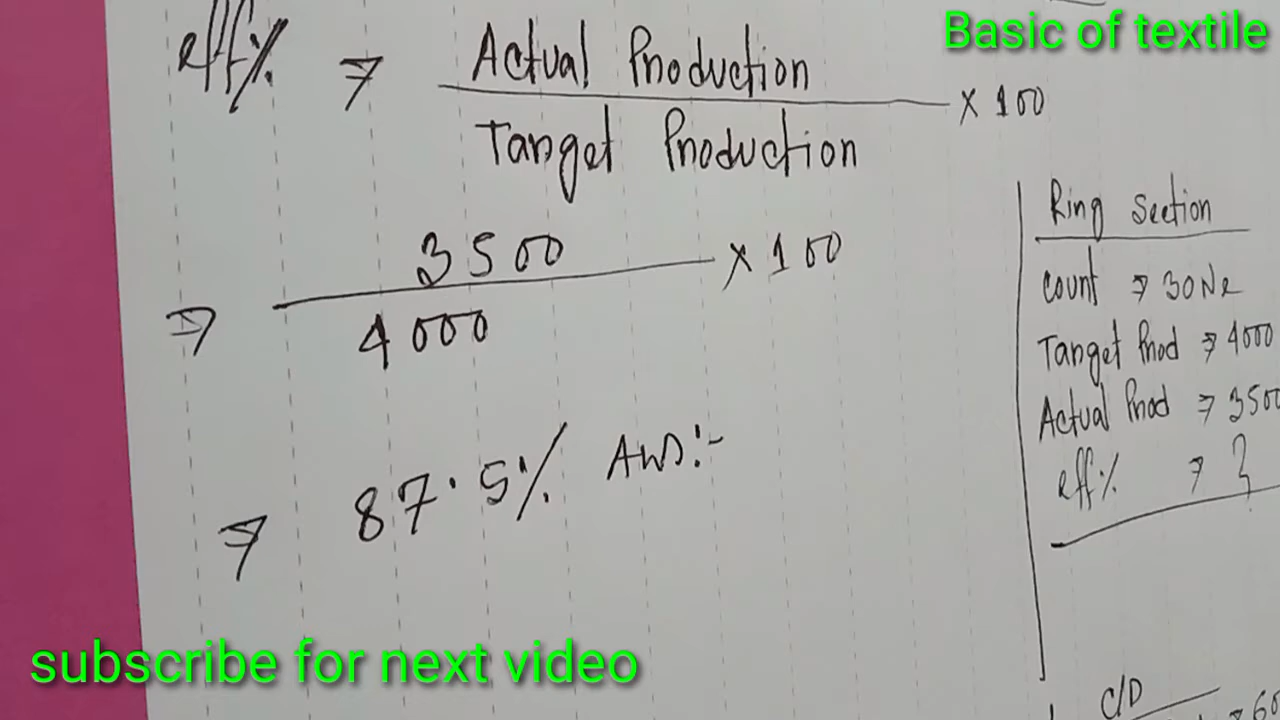 Basic of textile
eff% ⇒ Actual Production
× 100
Target Production
⇒ 3500
× 100
4000
⇒ 87.5% Ans:-
Ring Section
Count ⇒ 30Ne
Target Prod ⇒ 4000
Actual Prod ⇒ 3500
eff% ⇒ ?
C/D
subscribe for next video